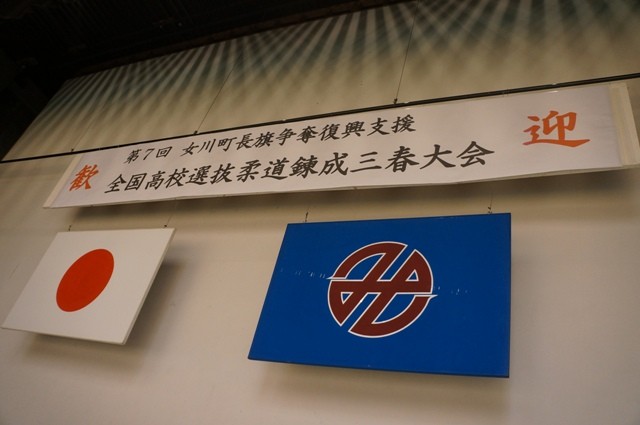 歓
第7回 女川町長旗争奪復興支援
全国高校選抜柔道錬成三春大会
迎